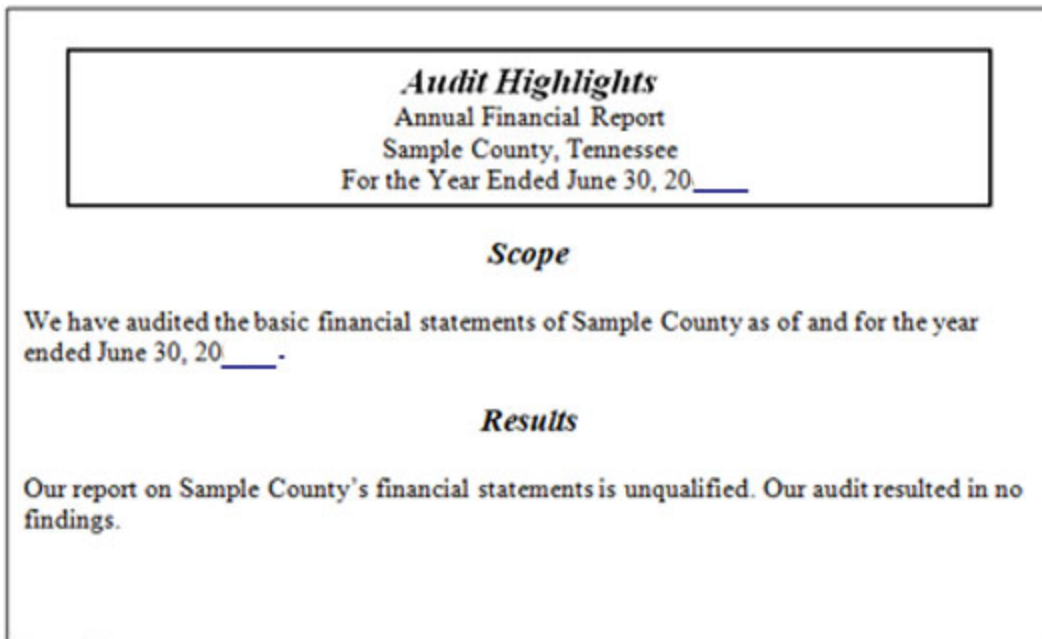 Audit Highlights
Annual Financial Report
Sample County, Tennessee
For the Year Ended June 30, 20____
Scope
We have audited the basic financial statements of Sample County as of and for the year
ended June 30, 20____.
Results
Our report on Sample County's financial statements is unqualified. Our audit resulted in no
findings.